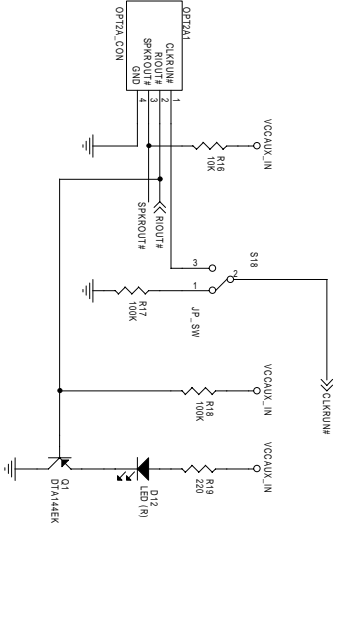 OPT2A1
CLKRUN#
RIOUT#
SPKROUT#
GND
OPT2A_CON
1
2
3
4
VCCAUX_IN
R16
10K
RIOUT#
SPKROUT#
S18
3
2
1
JP_SW
R17
100K
CLKRUN#
VCCAUX_IN
R18
100K
VCCAUX_IN
R19
220
D12
LED (R)
Q1
DTA144EK